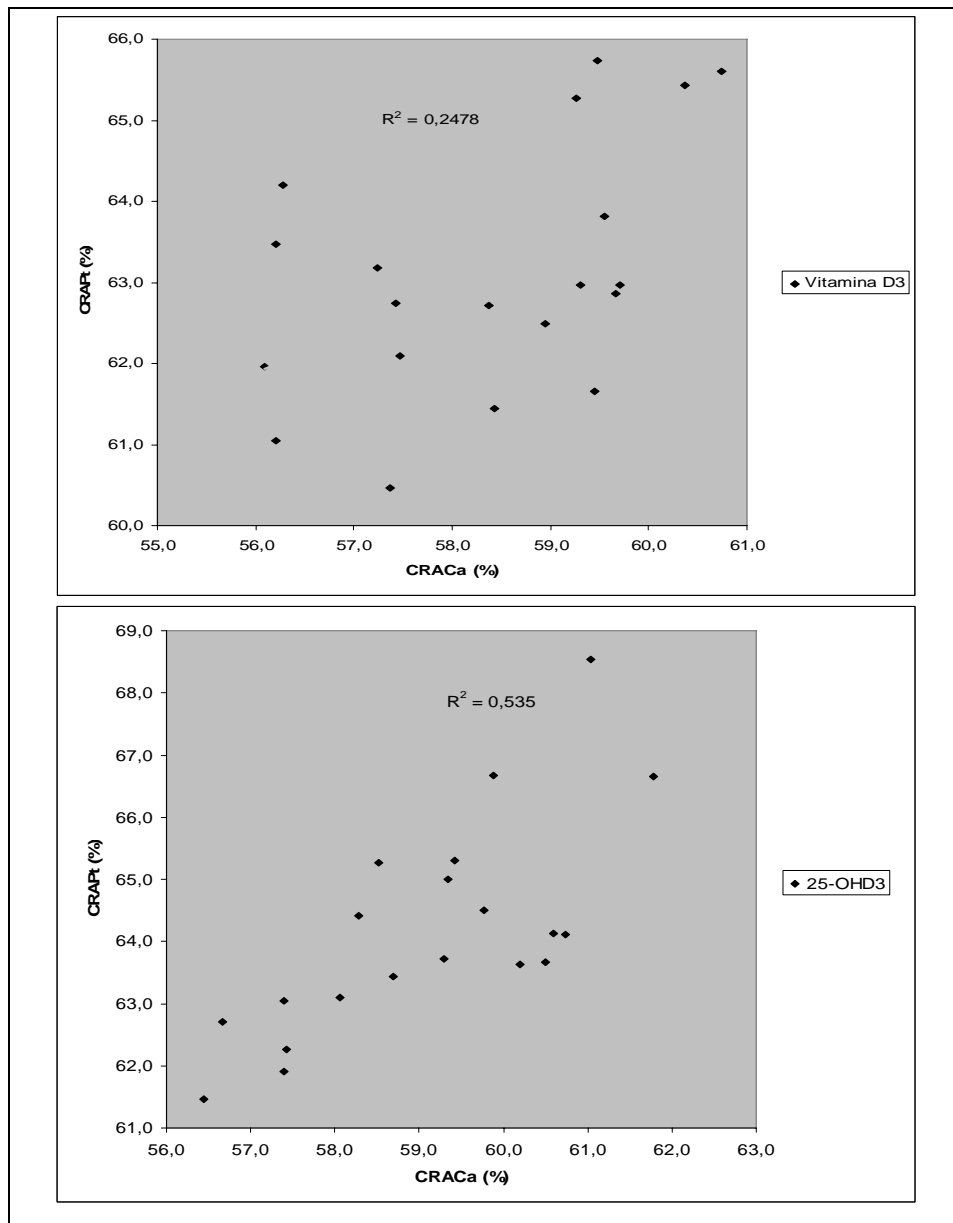 66,0
65,0
64,0
63,0
62,0
61,0
60,0
CRAPt (%)
R² = 0,2478
Vitamina D3
55,0 56,0 57,0 58,0 59,0 60,0 61,0
CRACa (%)
69,0
68,0
67,0
66,0
65,0
64,0
63,0
62,0
61,0
CRAPt (%)
R² = 0,535
25-OHD3
56,0 57,0 58,0 59,0 60,0 61,0 62,0 63,0
CRACa (%)